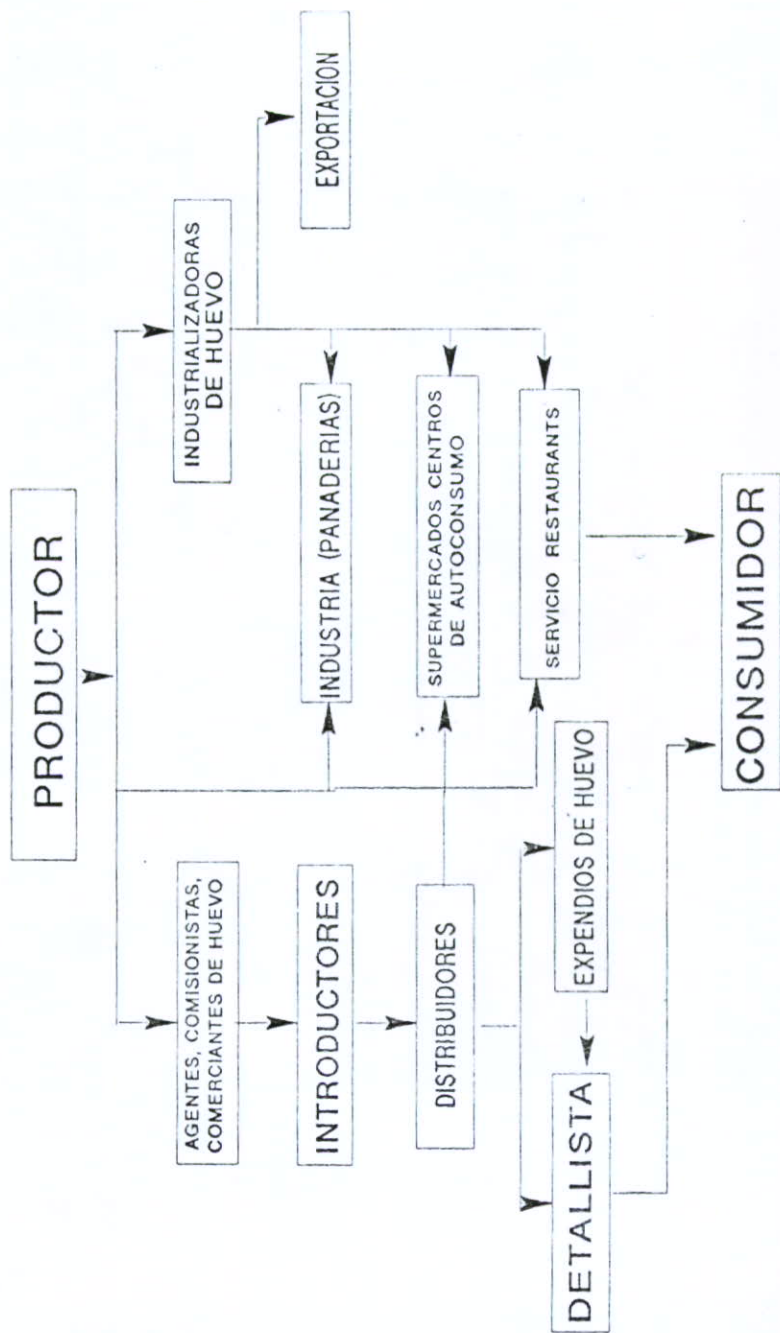 PRODUCTOR
AGENTES, COMISIONISTAS,
COMERCIANTES DE HUEVO
INDUSTRIALIZADORAS
DE HUEVO
INTRODUCTORES
INDUSTRIA (PANADERIAS)
EXPORTACION
DISTRIBUIDORES
SUPERMERCADOS CENTROS
DE AUTOCONSUMO
DETALLISTA
EXPENDIOS DE HUEVO
SERVICIO RESTAURANTS
CONSUMIDOR